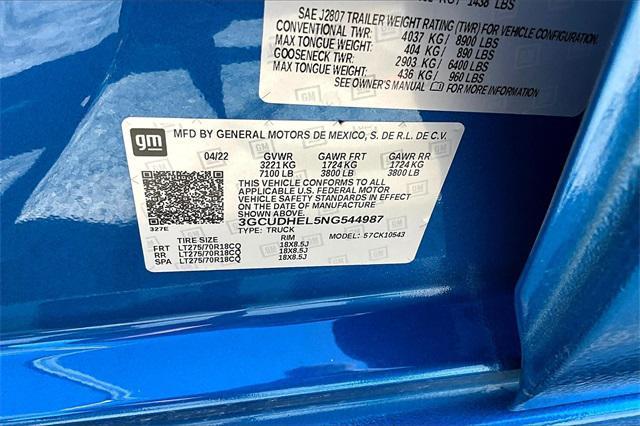 1438 LBS
SAE J2807 TRAILER WEIGHT RATING (TWR) FOR VEHICLE CONFIGURATION.
CONVENTIONAL TWR: 4037 KG/ 8900 LBS
MAX TONGUE WEIGHT: 404 KG/ 890 LBS
GOOSENECK TWR: 2903 KG/ 6400 LBS
MAX TONGUE WEIGHT: 436 KG/ 960 LBS
SEE OWNER'S MANUAL FOR MORE INFORMATION.
gm MFD BY GENERAL MOTORS DE MEXICO, S. DE R.L. DE C.V.
04/22 GVWR GAWR FRT GAWR RR
3221 KG 1724 KG 1724 KG
7100 LB 3800 LB 3800 LB
THIS VEHICLE CONFORMS TO ALL
APPLICABLE U.S. FEDERAL MOTOR
VEHICLE SAFETY STANDARDS IN EFFECT
ON THE DATE OF MANUFACTURE SHOWN ABOVE.
3GCUDHEL5NG544987
327E TYPE: TRUCK MODEL: 57CK10543
TIRE SIZE RIM
FRT LT275/70R18CQ 18X8.5J
RR LT275/70R18CQ 18X8.5J
SPA LT275/70R18CQ 18X8.5J